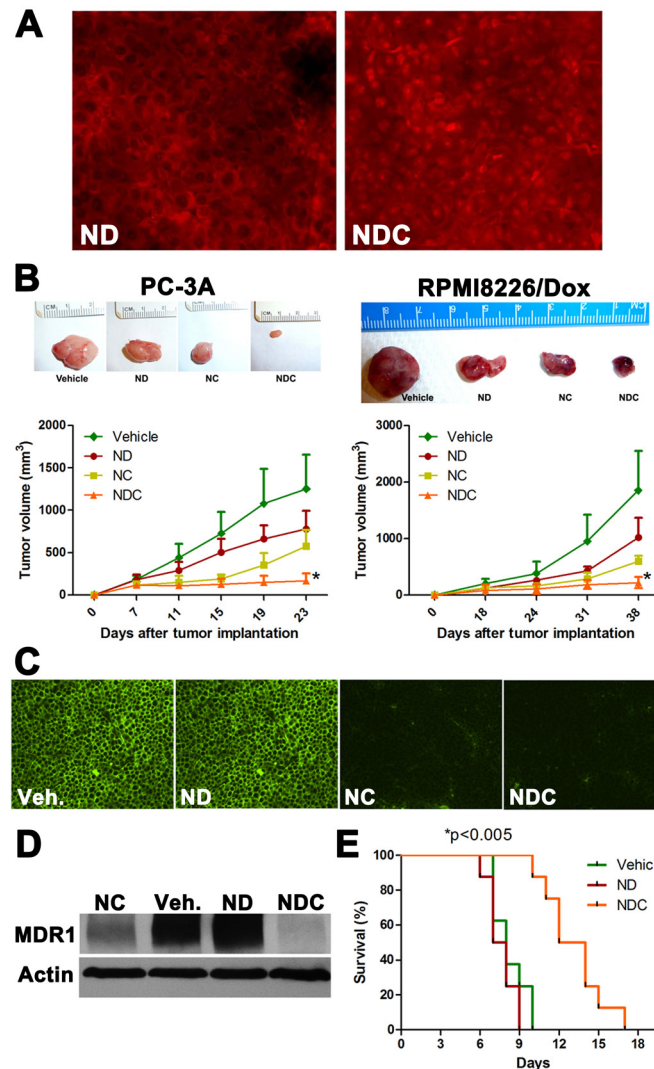 A
ND
NDC
B
PC-3A
RPMI8226/Dox
Vehicle
ND
NC
NDC
Vehicle
ND
NC
NDC
Tumor volume (mm3)
2000
1500
1000
500
0
Vehicle
ND
NC
NDC
*
0
7
11
15
19
23
Days after tumor implantation
Tumor volume (mm3)
3000
2000
1000
0
Vehicle
ND
NC
NDC
*
0
18
24
31
38
Days after tumor implantation
C
Veh.
ND
NC
NDC
D
NC Veh. ND NDC
MDR1
Actin
E
*p<0.005
Survival (%)
100
80
60
40
20
0
Vehic
ND
NDC
0 3 6 9 12 15 18
Days